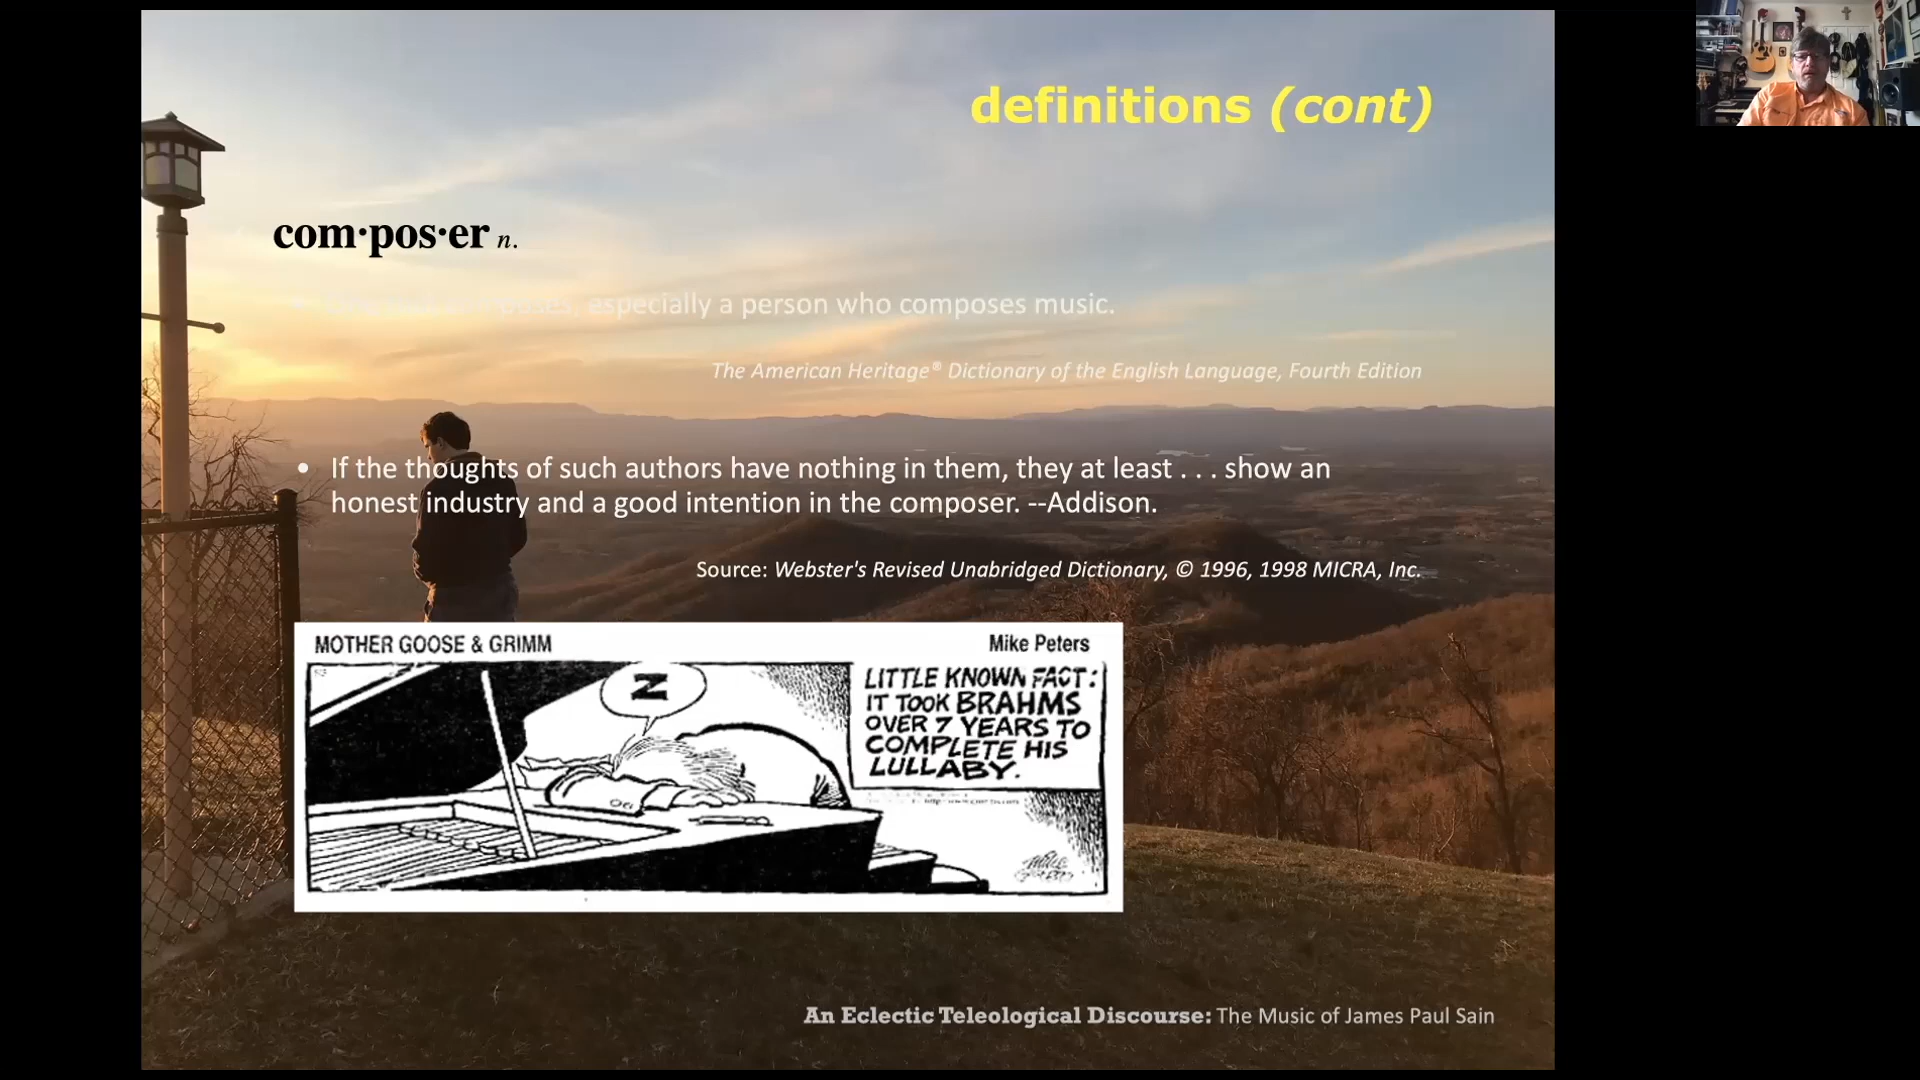 definitions (cont)
com·pos·er n.
• One that composes, especially a person who composes music.
The American Heritage® Dictionary of the English Language, Fourth Edition
• If the thoughts of such authors have nothing in them, they at least . . . show an
honest industry and a good intention in the composer. --Addison.
Source: Webster's Revised Unabridged Dictionary, © 1996, 1998 MICRA, Inc.
MOTHER GOOSE & GRIMM
Mike Peters
Z
LITTLE KNOWN FACT:
IT TOOK BRAHMS
OVER 7 YEARS TO
COMPLETE HIS
LULLABY.
An Eclectic Teleological Discourse: The Music of James Paul Sain